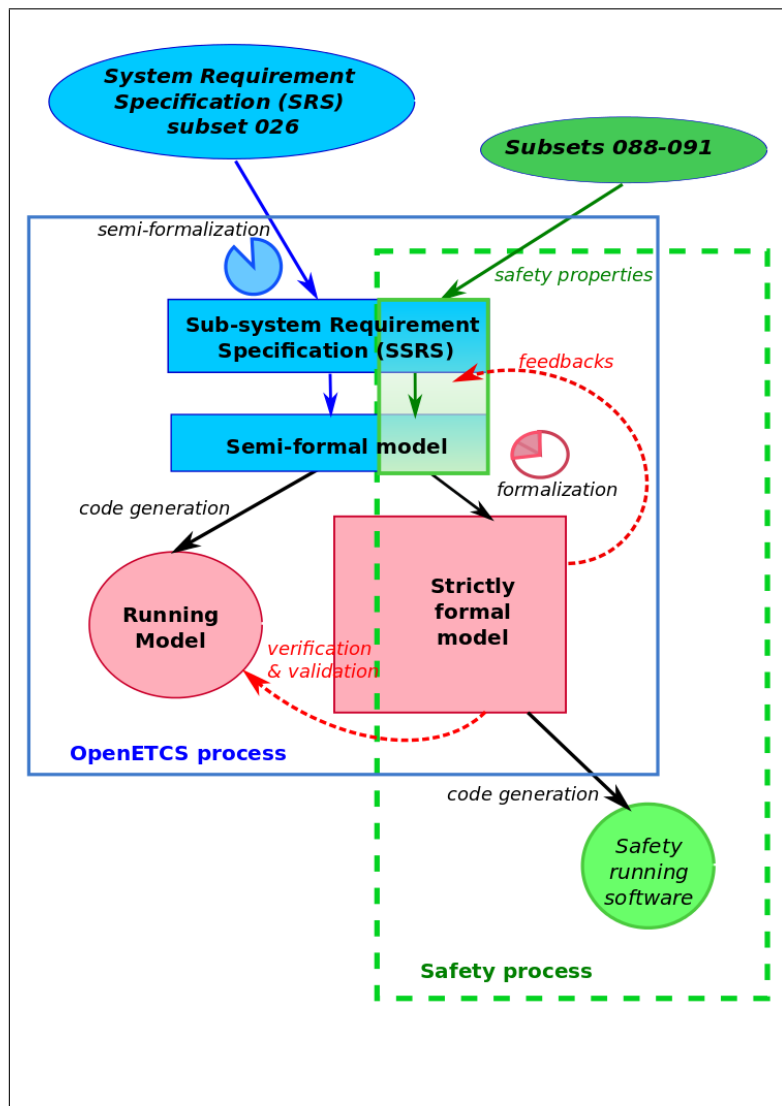 System Requirement
Specification (SRS)
subset 026
Subsets 088-091
semi-formalization
safety properties
Sub-system Requirement
Specification (SSRS)
feedbacks
Semi-formal model
formalization
code generation
Strictly
formal
model
Running
Model
verification
& validation
OpenETCS process
code generation
Safety
running
software
Safety process